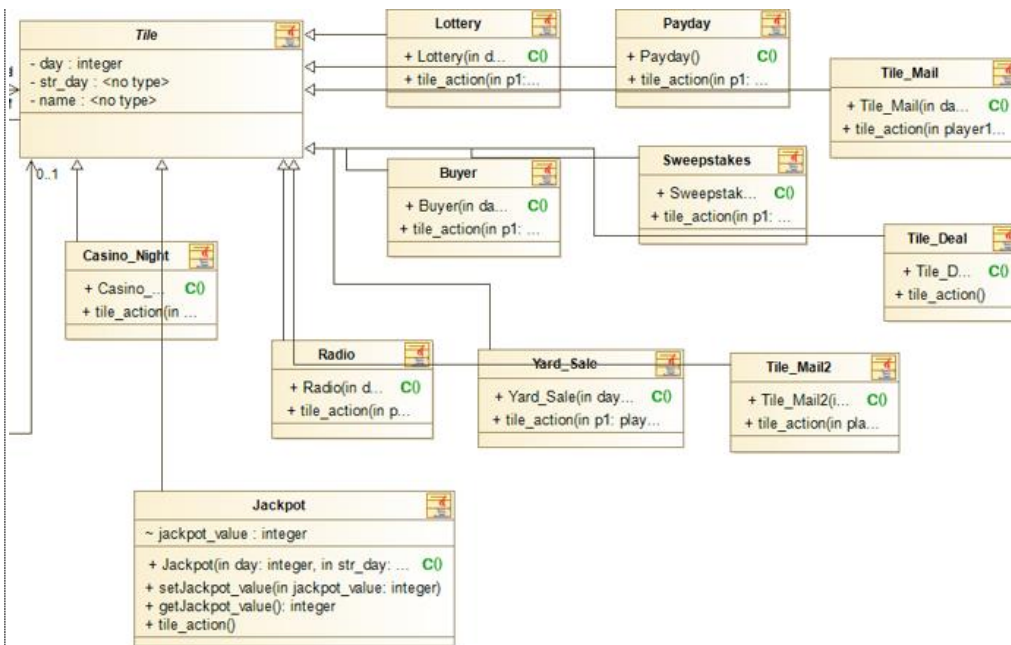 Tile
- day : integer
- str_day : <no type>
- name : <no type>
0..1
Lottery
+ Lottery(in d... C()
+ tile_action(in p1:...
Payday
+ Payday() C()
+ tile_action(in p1: ...
Tile_Mail
+ Tile_Mail(in da... C()
+ tile_action(in player1...
Buyer
+ Buyer(in da... C()
+ tile_action(in p1: ...
Sweepstakes
+ Sweepstak... C()
+ tile_action(in p1: ...
Tile_Deal
+ Tile_D... C()
+ tile_action()
Casino_Night
+ Casino_... C()
+ tile_action(in ...
Radio
+ Radio(in d... C()
+ tile_action(in p...
Yard_Sale
+ Yard_Sale(in day... C()
+ tile_action(in p1: play...
Tile_Mail2
+ Tile_Mail2(i... C()
+ tile_action(in pla...
Jackpot
~ jackpot_value : integer
+ Jackpot(in day: integer, in str_day: ... C()
+ setJackpot_value(in jackpot_value: integer)
+ getJackpot_value(): integer
+ tile_action()